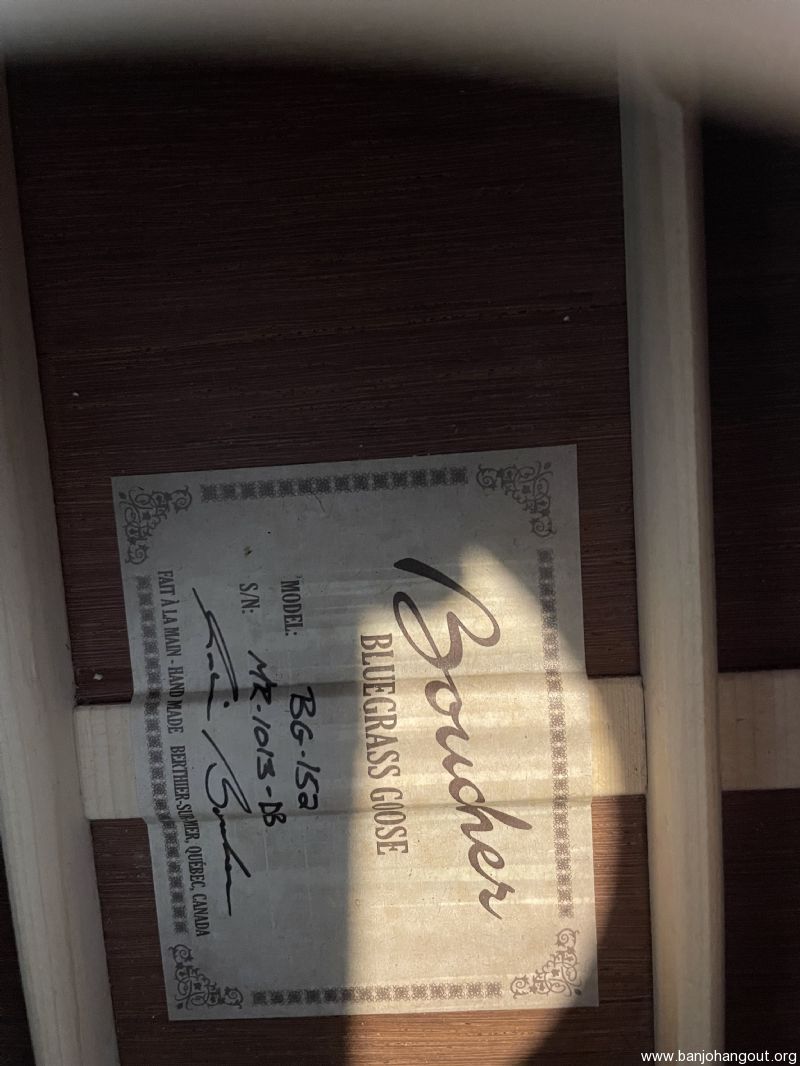 Boucher
BLUEGRASS GOOSE
MODEL: BG-152
S/N: MR-1013-DB
FAIT À LA MAIN - HAND MADE BERTHIER-SUR-MER, QUÉBEC, CANADA
www.banjohangout.org